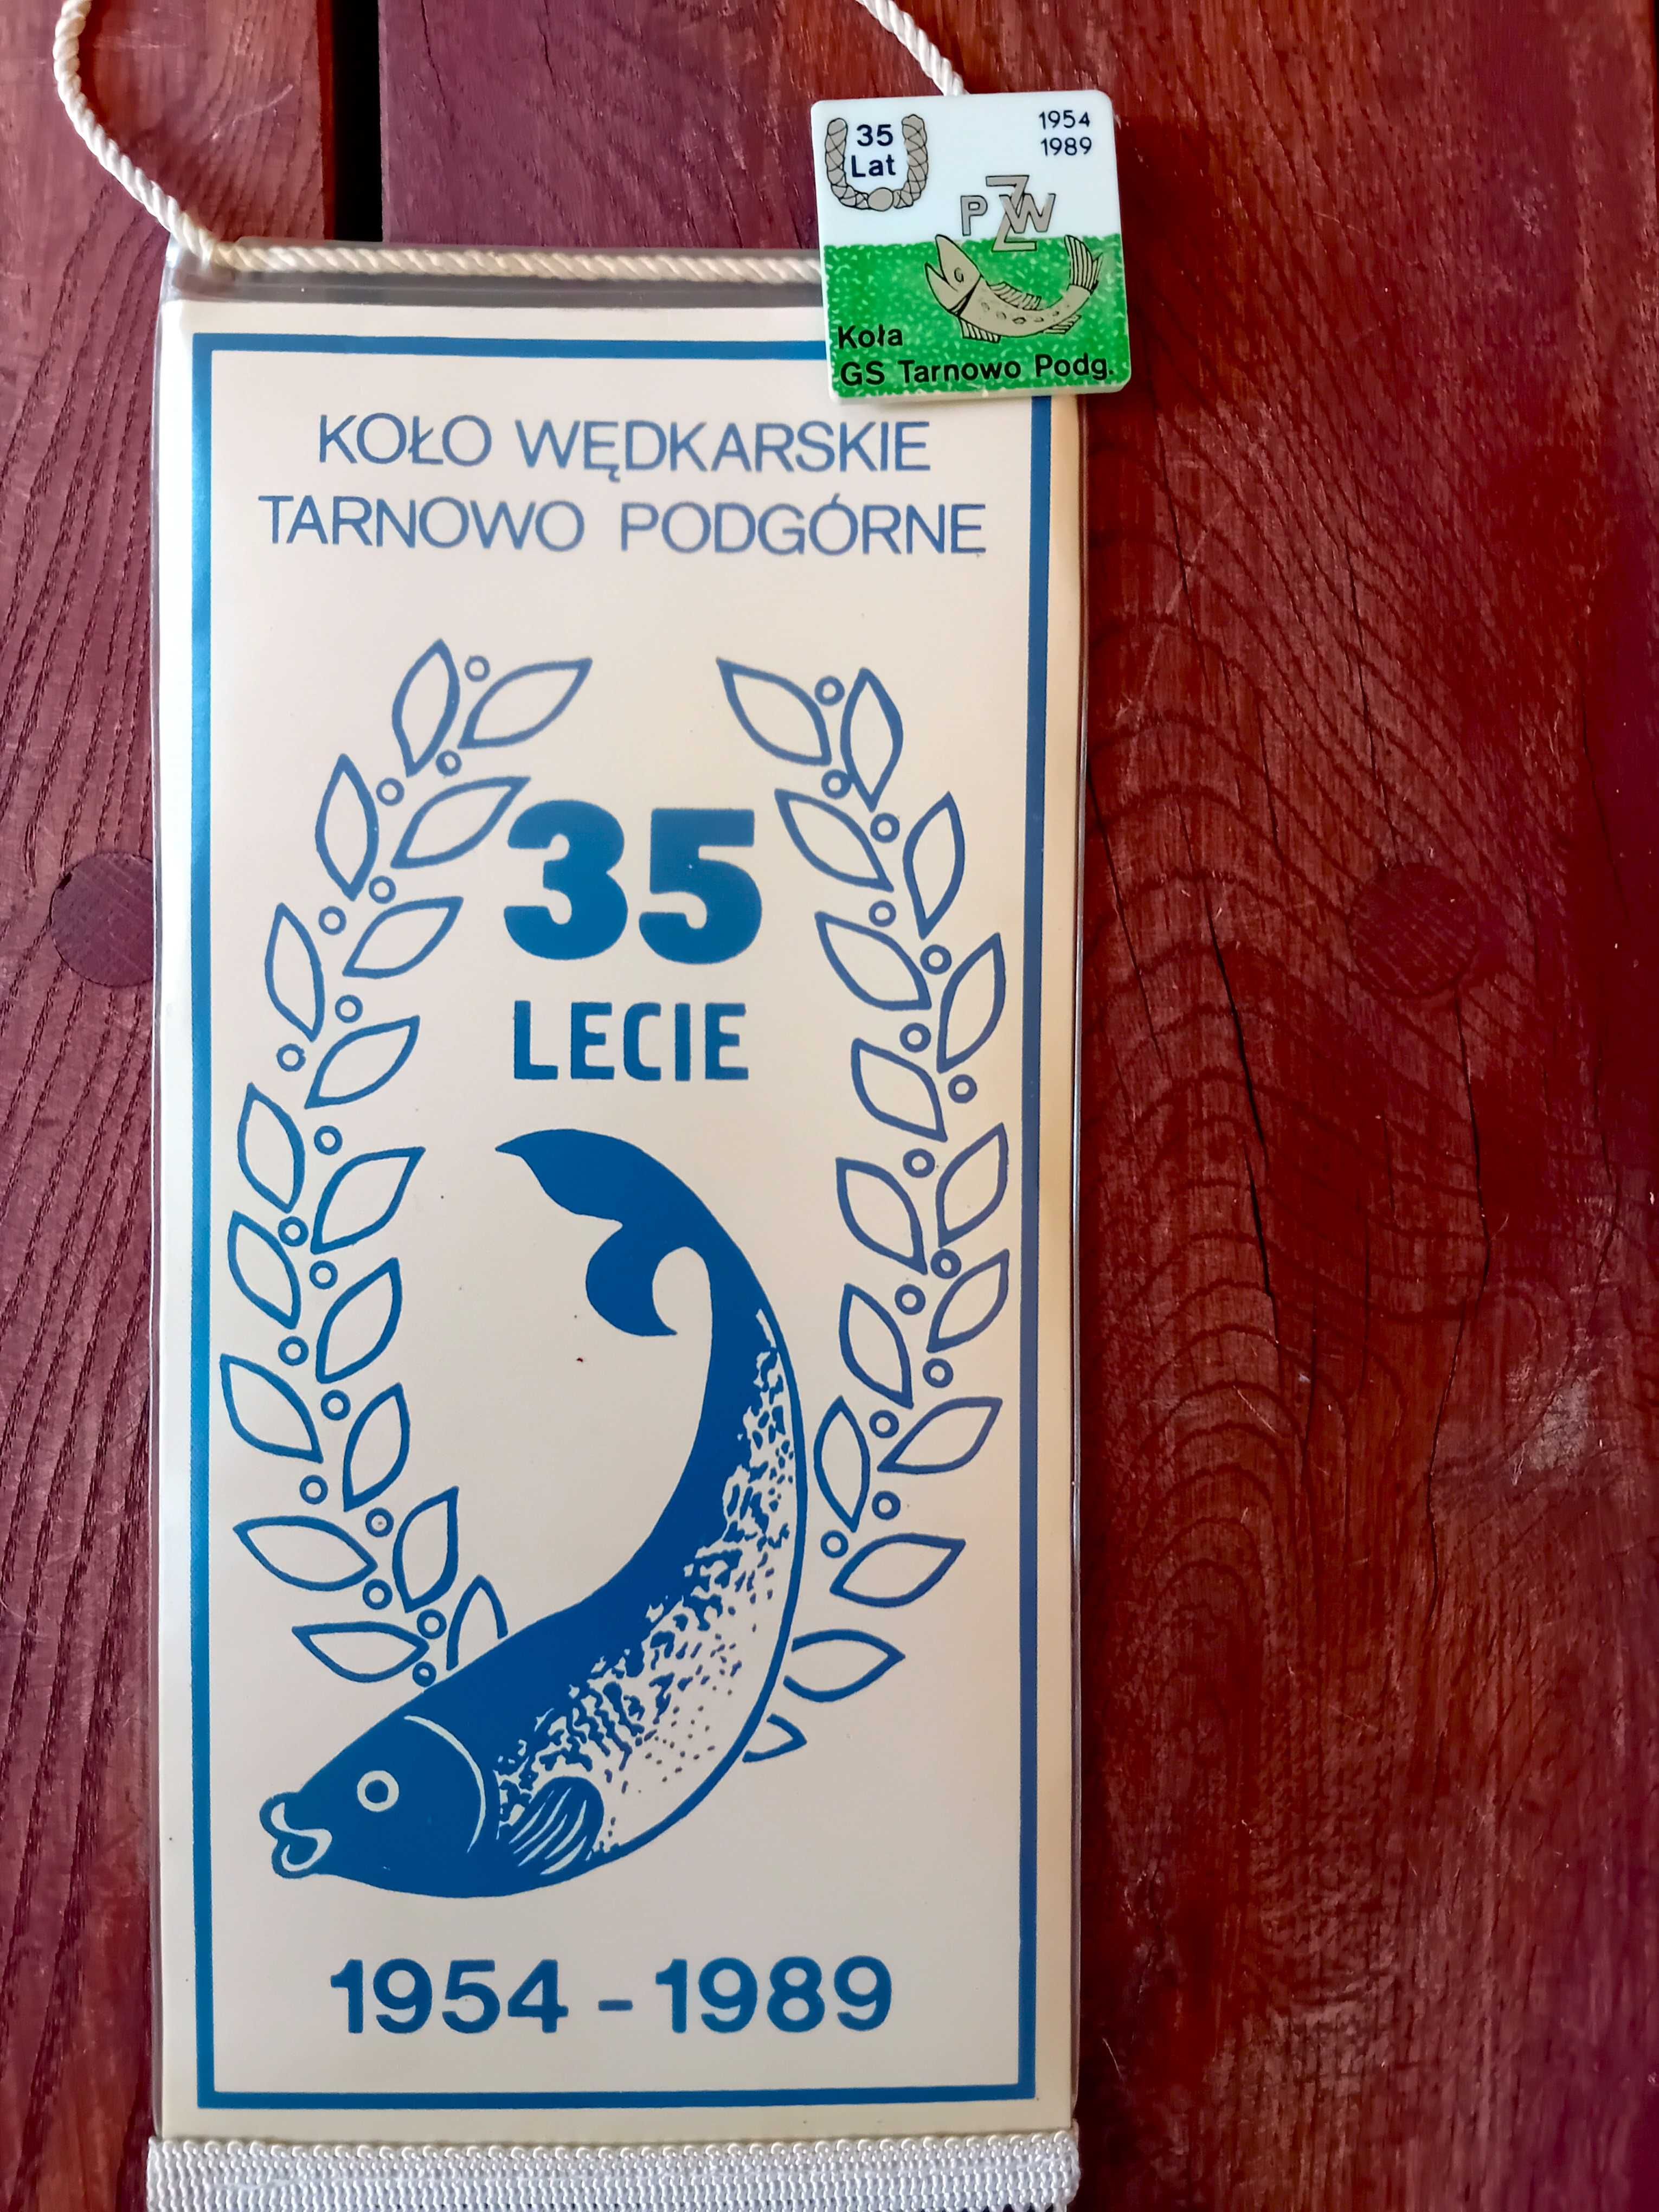 35
Lat
1954
1989
PZW
Koła
GS Tarnowo Podg.
KOŁO WĘDKARSKIE
TARNOWO PODGÓRNE
35
LECIE
1954 - 1989